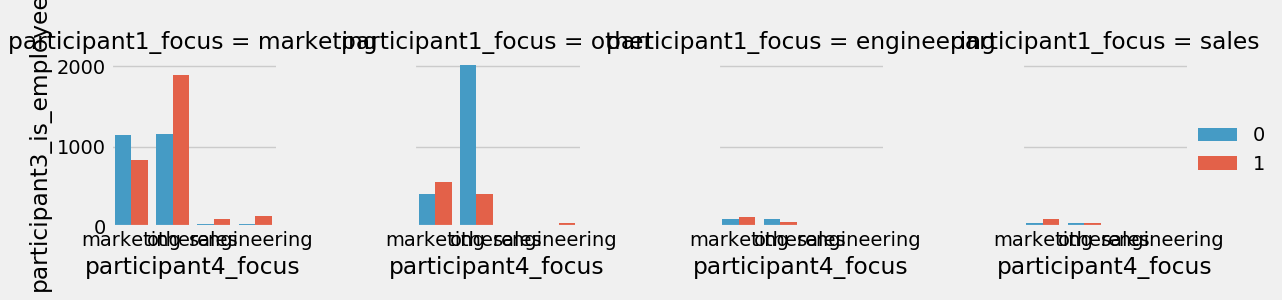 participant1_focus = marketing
participant1_focus = other
participant1_focus = engineering
participant1_focus = sales
participant3_is_employee
2000
1000
0
0
1
marketing other sales engineering
marketing other sales engineering
marketing other sales engineering
marketing other sales engineering
participant4_focus
participant4_focus
participant4_focus
participant4_focus